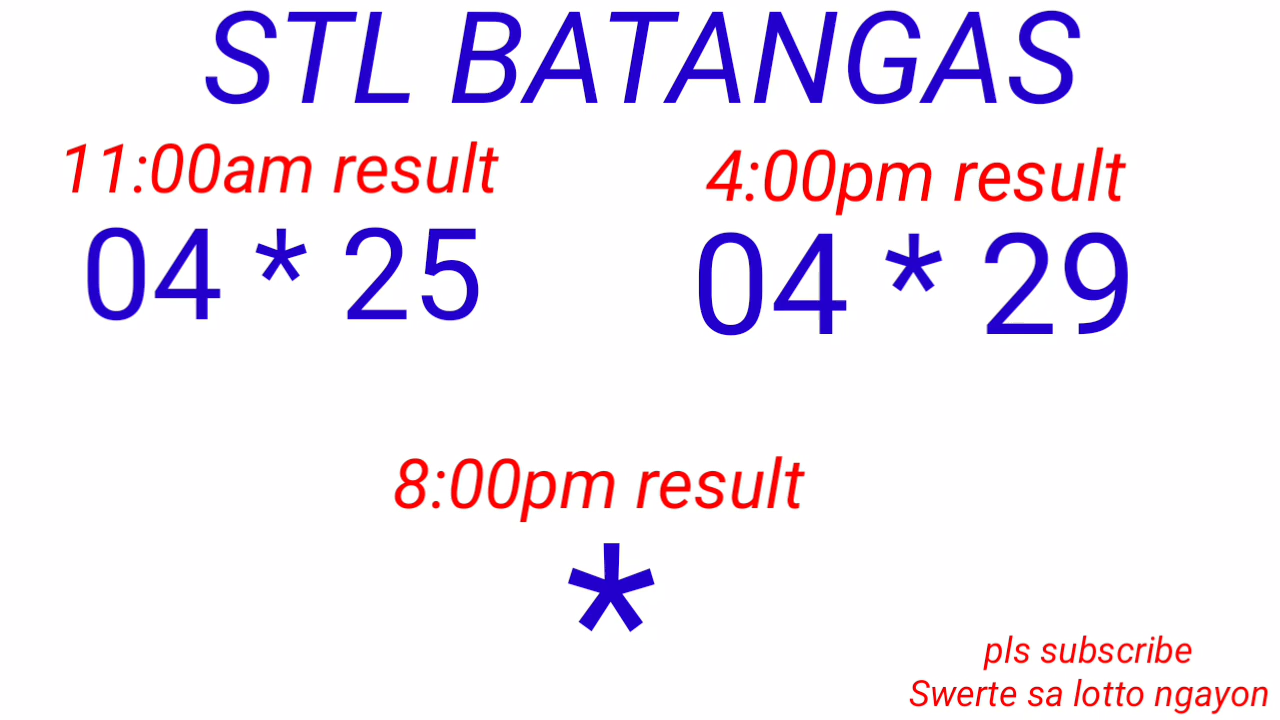 STL BATANGAS
11:00am result
04 * 25
4:00pm result
04 * 29
8:00pm result
*
pls subscribe
Swerte sa lotto ngayon